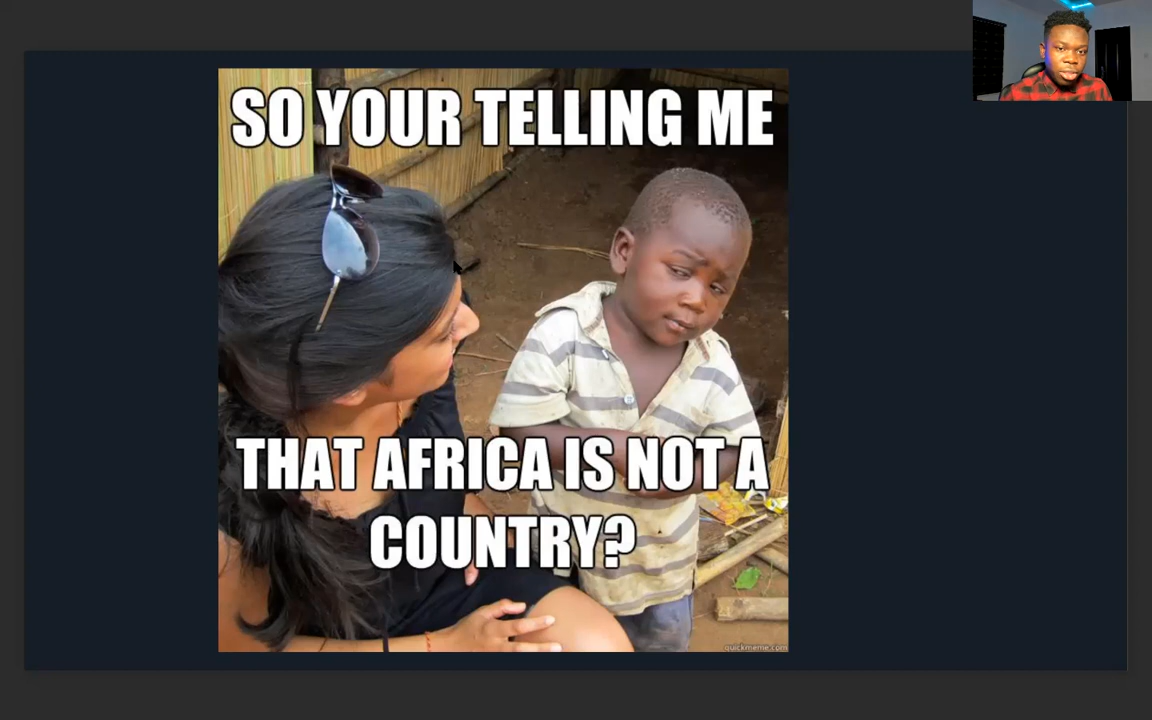 SO YOUR TELLING ME
THAT AFRICA IS NOT A
COUNTRY?
quickmeme.com